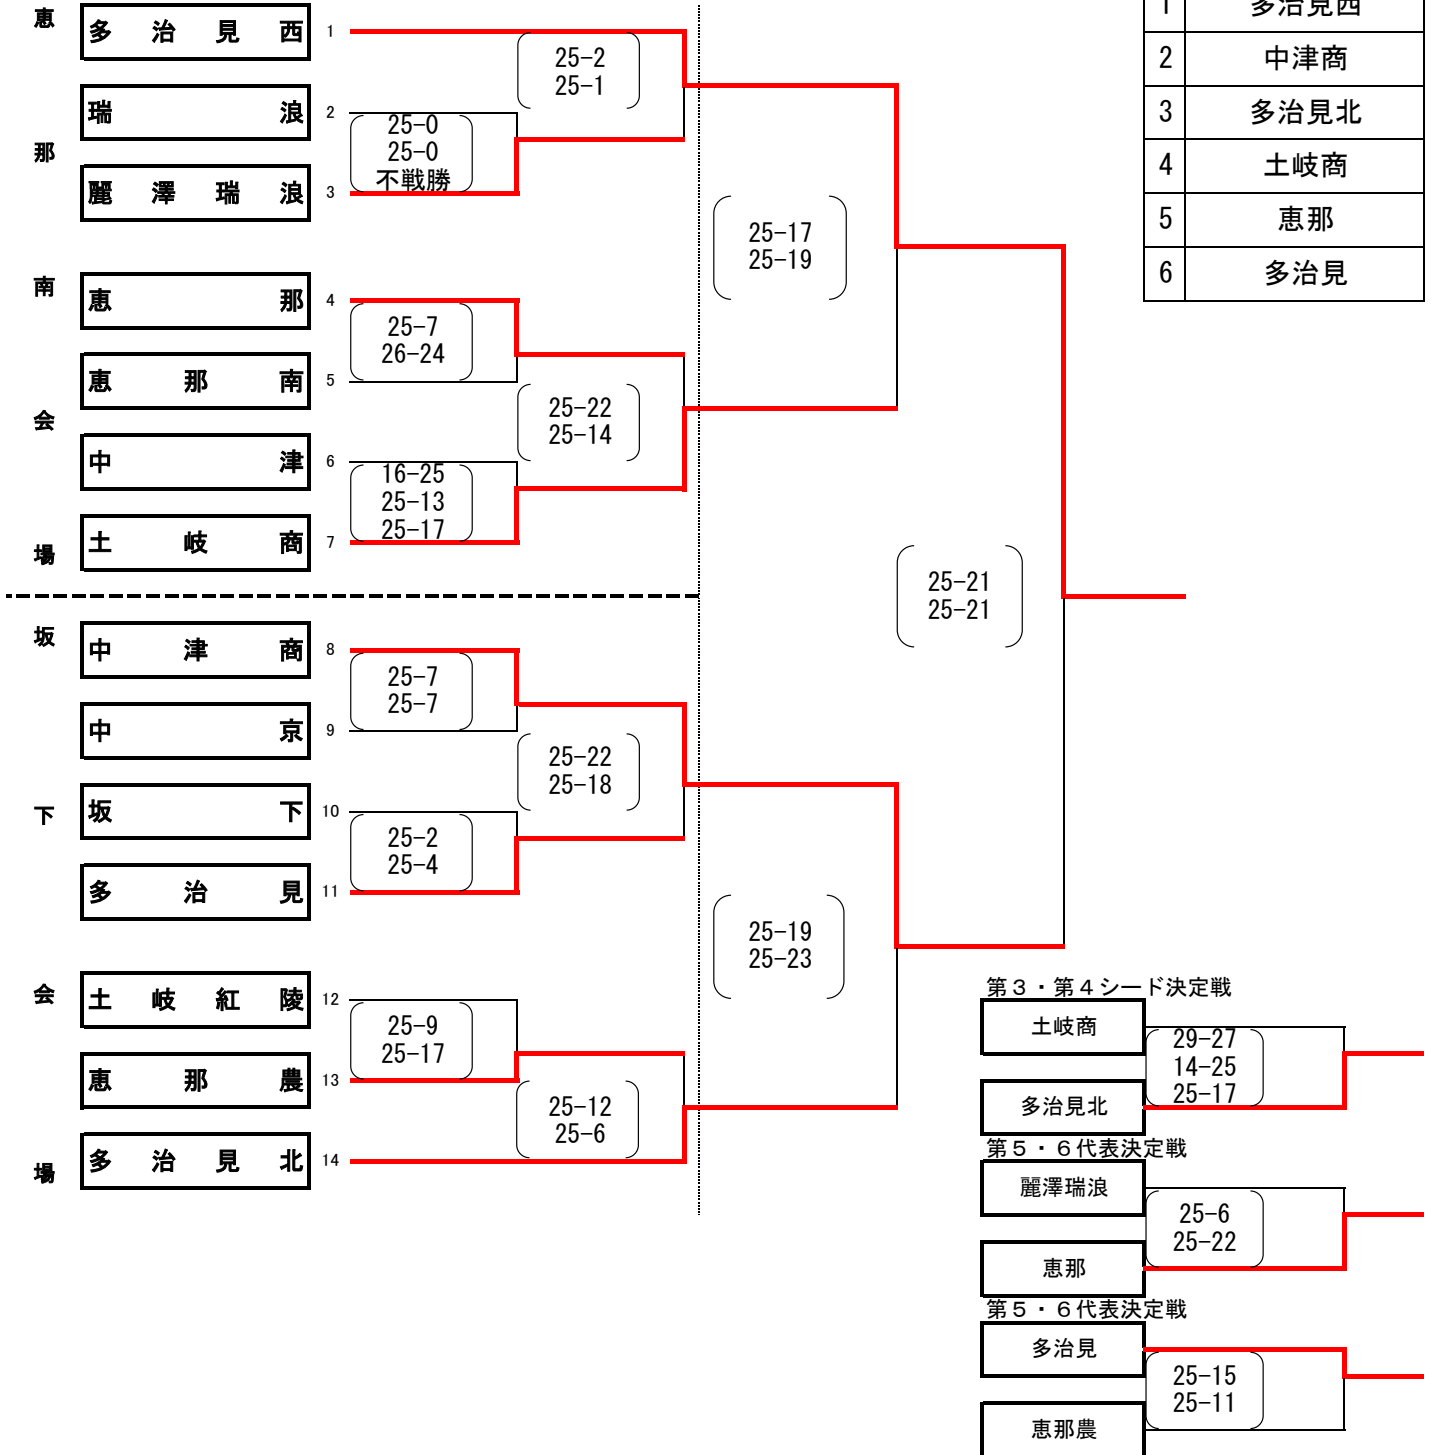 恵那南会場
多治見西 1
瑞浪 2
麗澤瑞浪 3
恵那 4
恵那南 5
中津 6
土岐商 7
坂下会場
中津商 8
中京 9
坂下 10
多治見 11
土岐紅陵 12
恵那農 13
多治見北 14
25-0
25-0
不戦勝
25-7
26-24
16-25
25-13
25-17
25-7
25-7
25-2
25-4
25-9
25-17
25-2
25-1
25-22
25-14
25-22
25-18
25-12
25-6
25-17
25-19
25-19
25-23
25-21
25-21
1 多治見西
2 中津商
3 多治見北
4 土岐商
5 恵那
6 多治見
第3・第4シード決定戦
土岐商
29-27
14-25
25-17
多治見北
第5・6代表決定戦
麗澤瑞浪
25-6
25-22
恵那
第5・6代表決定戦
多治見
25-15
25-11
恵那農